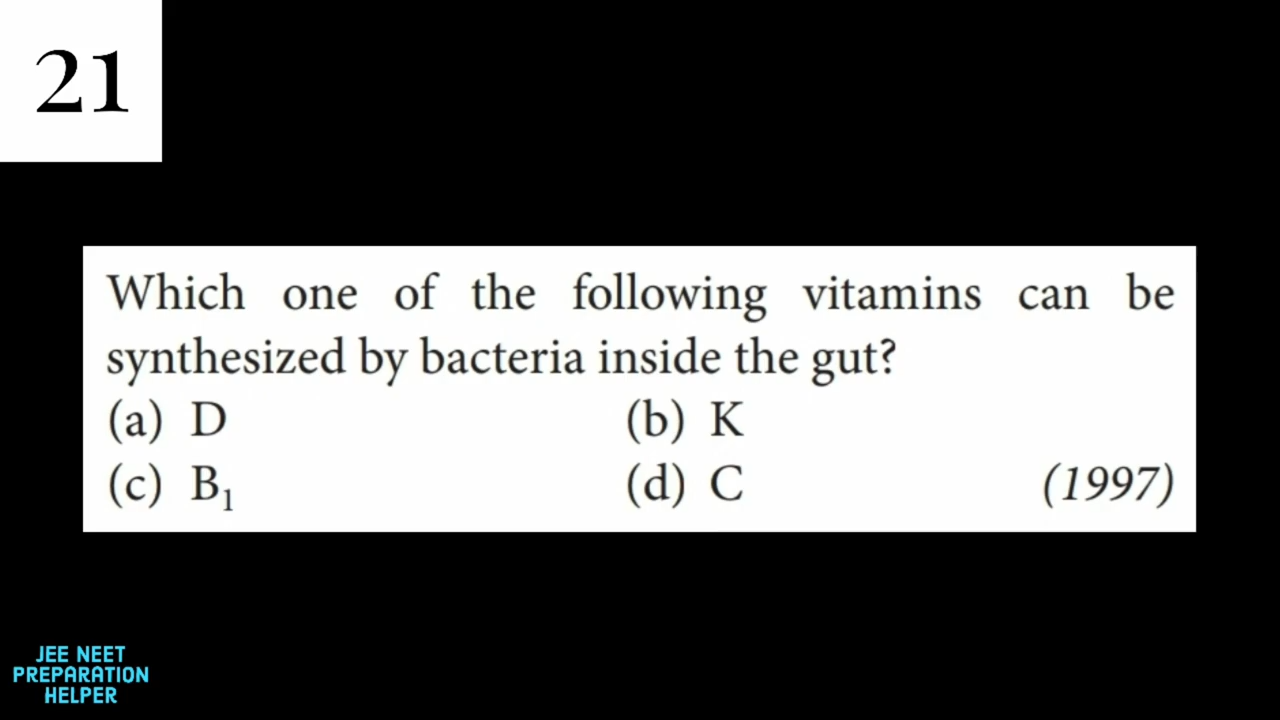 21
Which one of the following vitamins can be
synthesized by bacteria inside the gut?
(a) D (b) K
(c) B₁ (d) C (1997)
JEE NEET
PREPARATION
HELPER